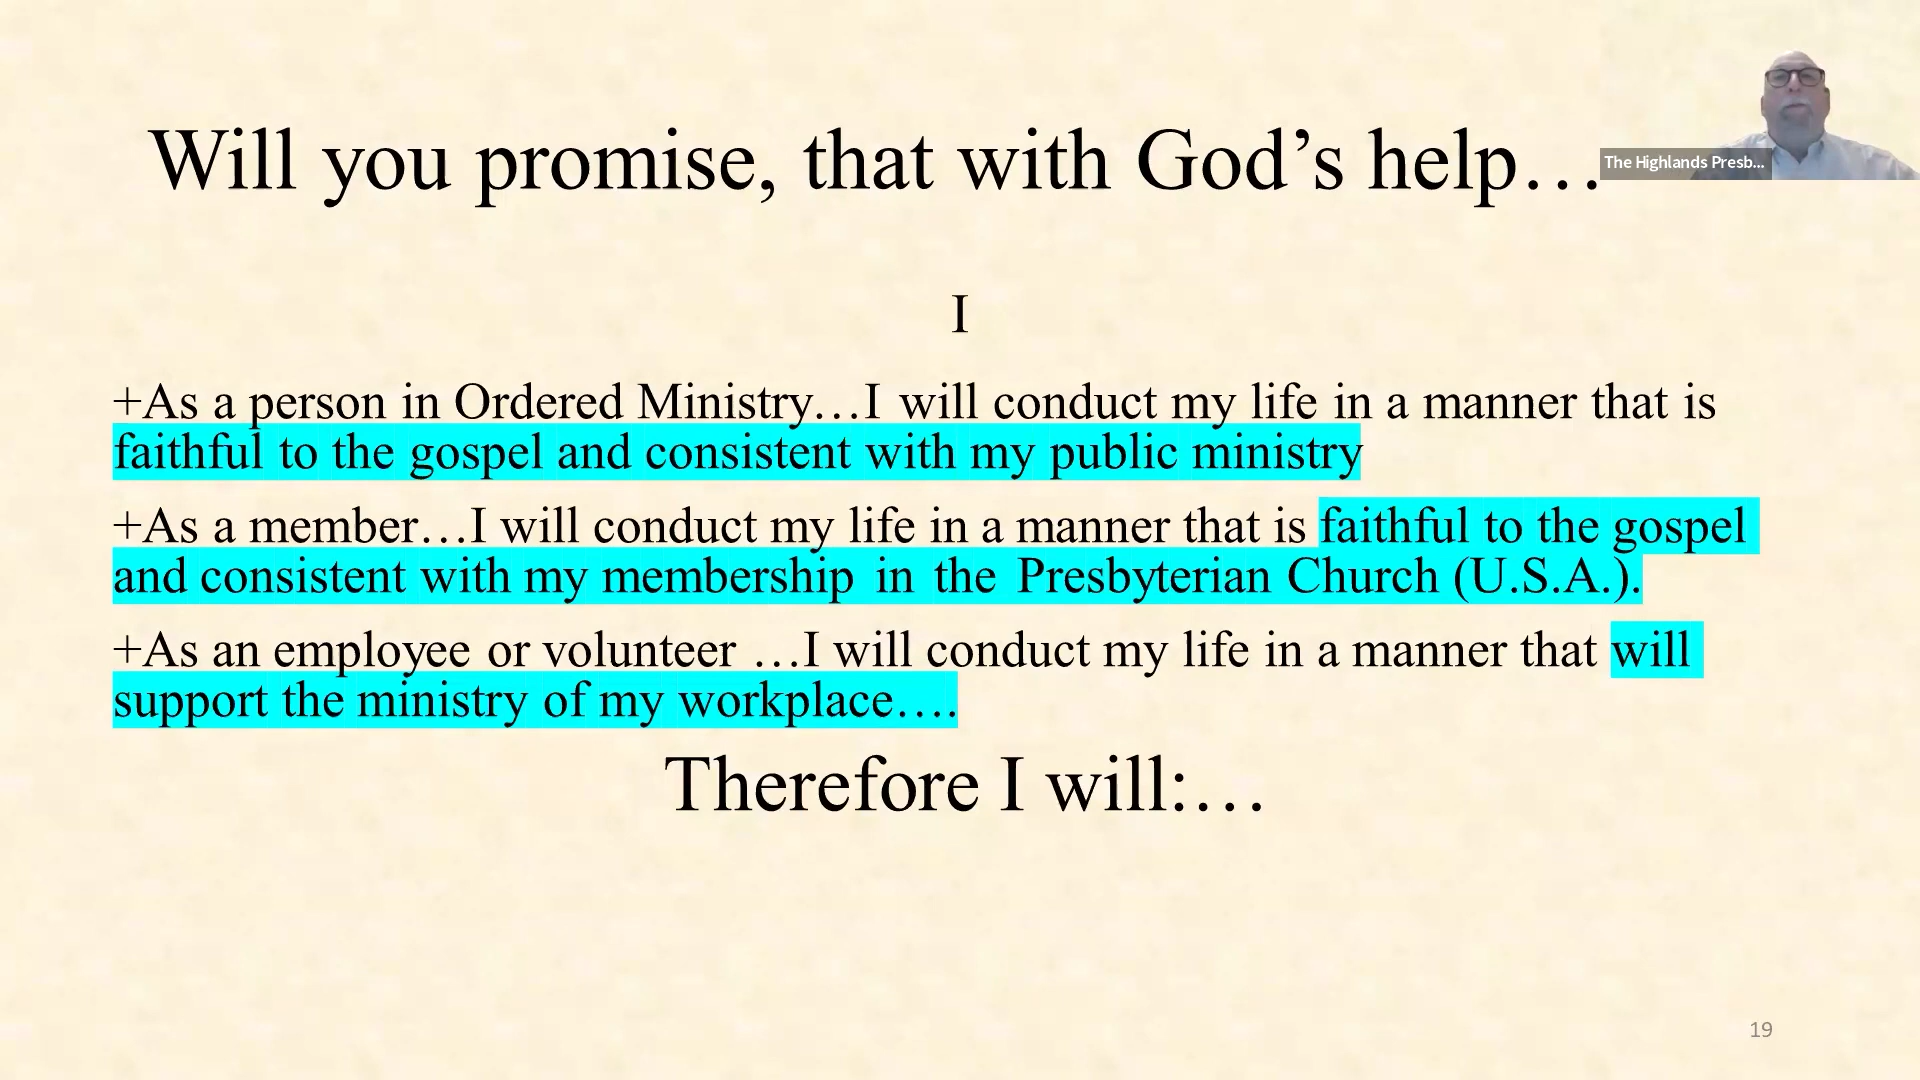 Will you promise, that with God’s help…
The Highlands Presb...
I
+As a person in Ordered Ministry…I will conduct my life in a manner that is
faithful to the gospel and consistent with my public ministry
+As a member…I will conduct my life in a manner that is faithful to the gospel
and consistent with my membership in the Presbyterian Church (U.S.A.).
+As an employee or volunteer …I will conduct my life in a manner that will
support the ministry of my workplace….
Therefore I will:…
19